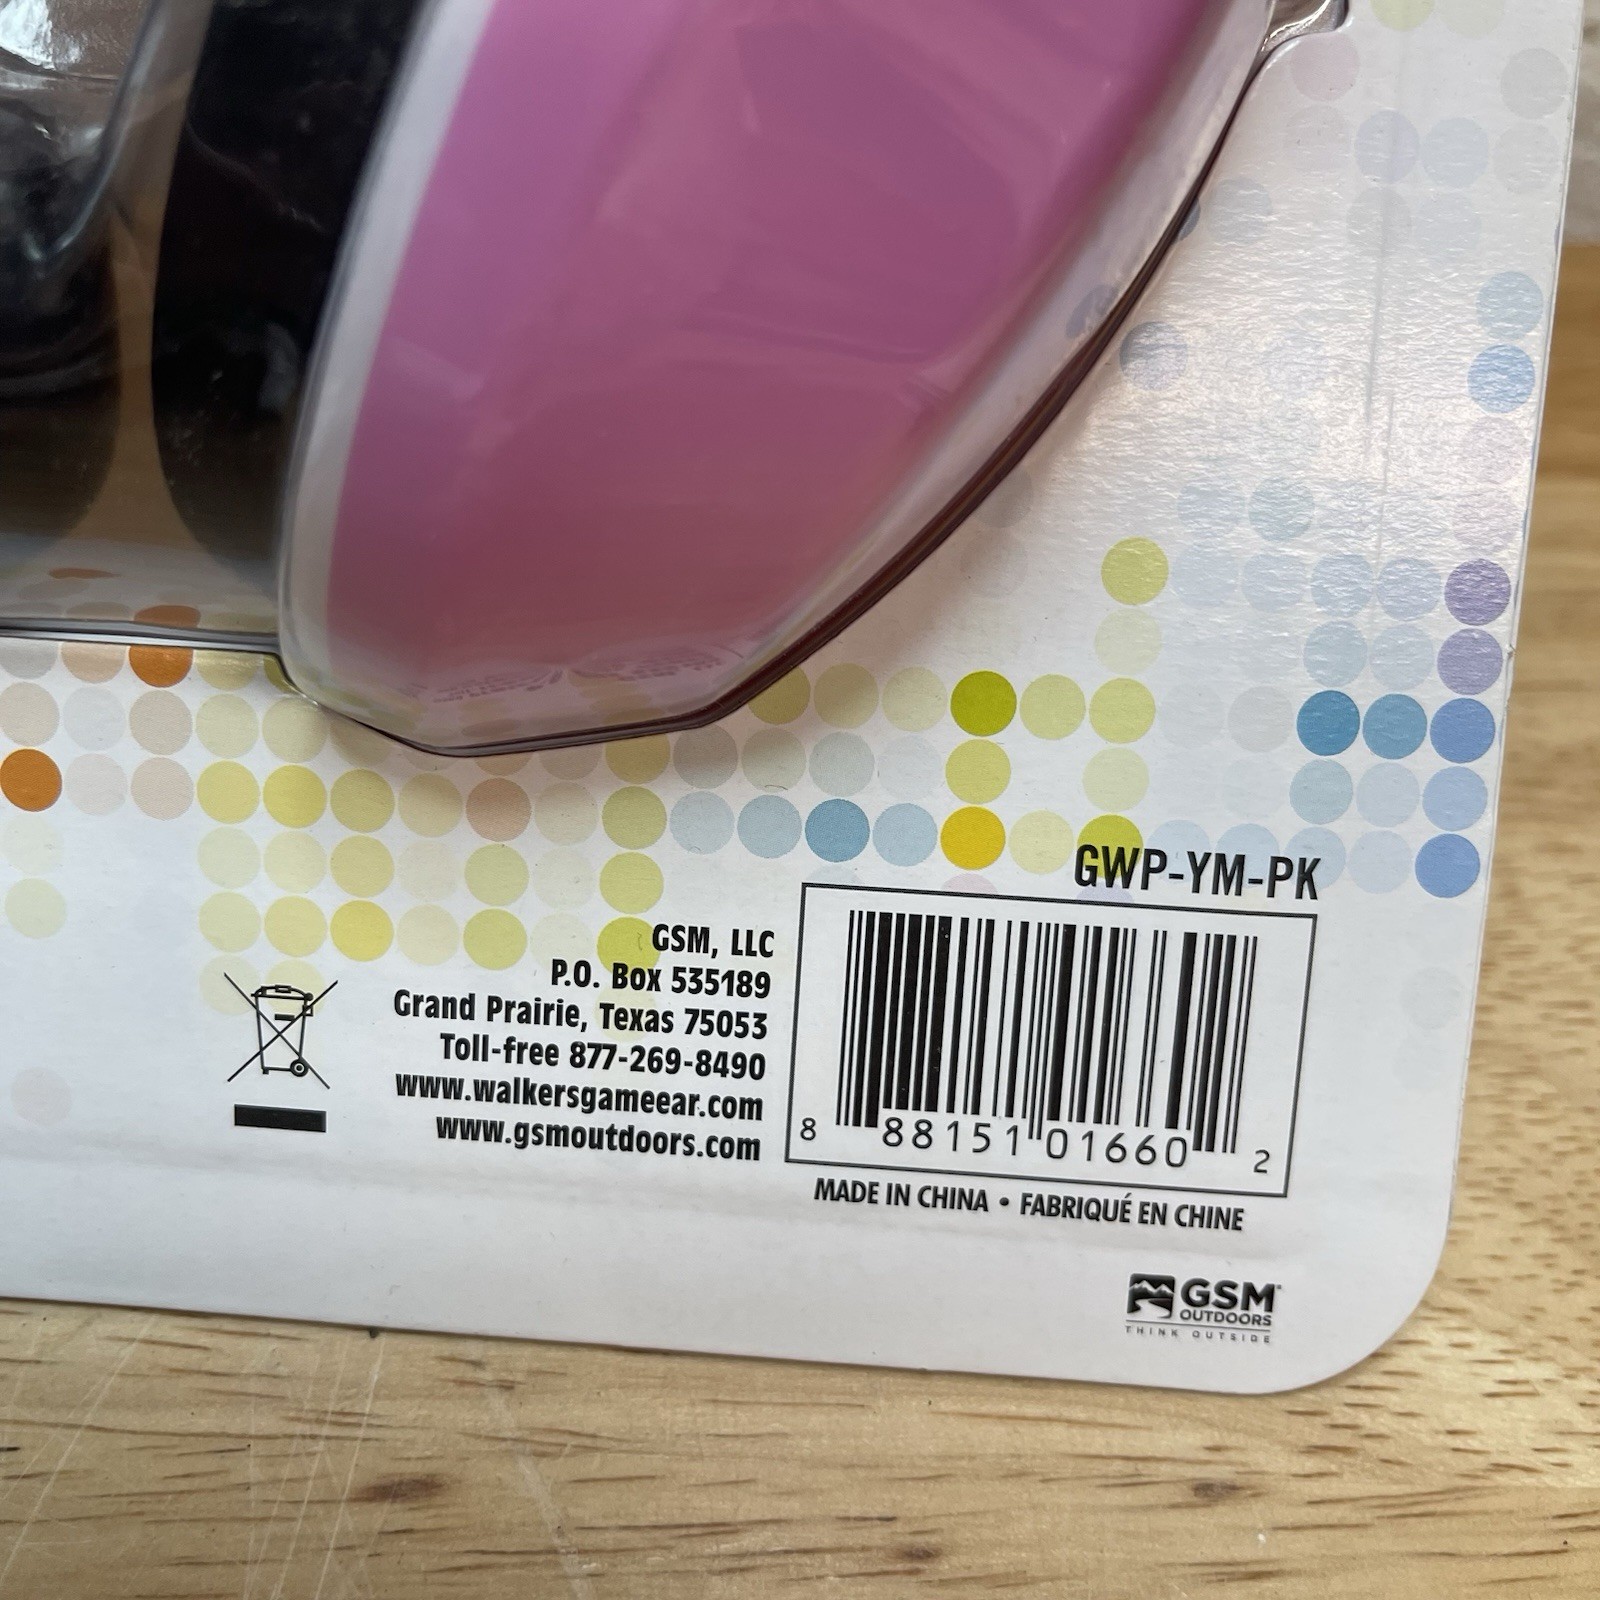 GWP-YM-PK
GSM, LLC
P.O. Box 535189
Grand Prairie, Texas 75053
Toll-free 877-269-8490
www.walkersgameear.com
www.gsmoutdoors.com
8 88151 01660 2
MADE IN CHINA • FABRIQUÉ EN CHINE
GSM
OUTDOORS
THINK OUTSIDE